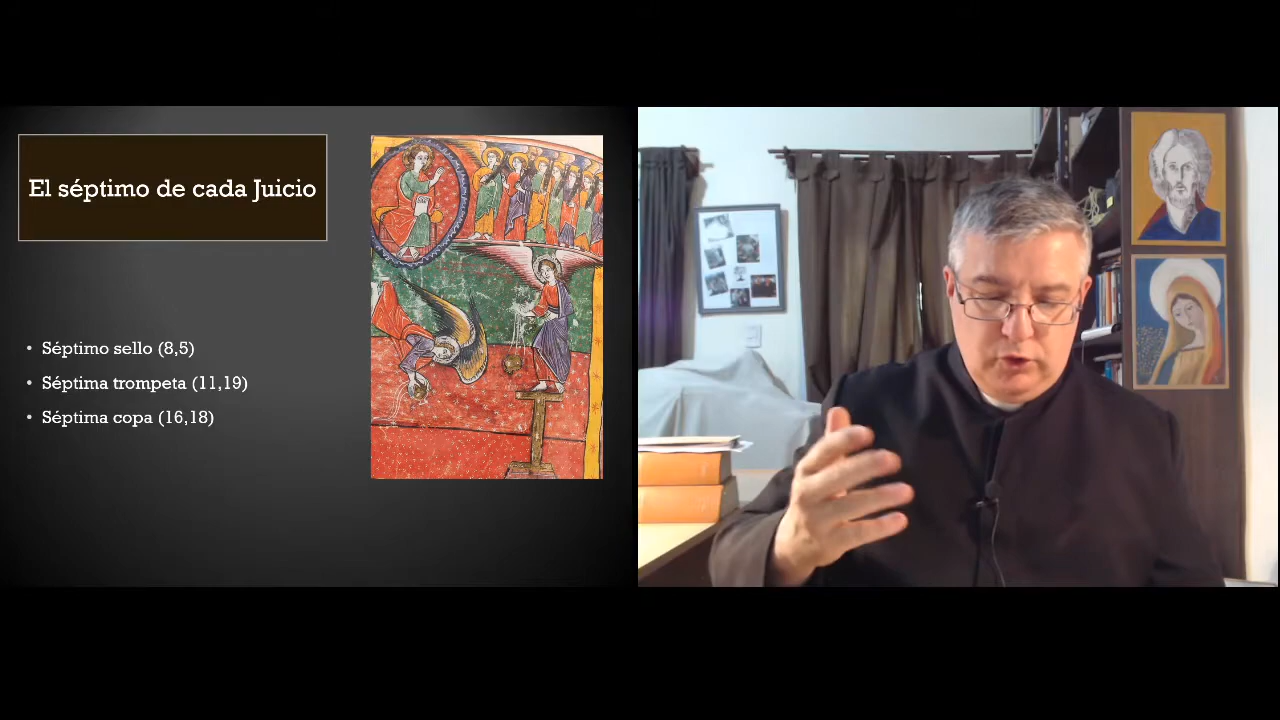 El séptimo de cada Juicio
• Séptimo sello (8,5)
• Séptima trompeta (11,19)
• Séptima copa (16,18)